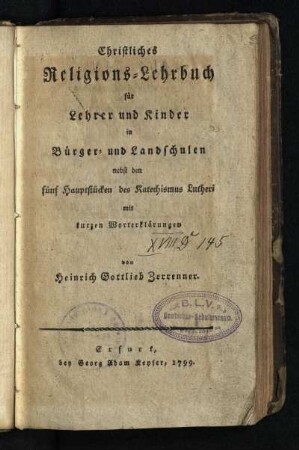 Christliches
Religions-Lehrbuch
für
Lehrer und Kinder
in
Bürger- und Landschulen
nebst den
fünf Hauptstücken des Katechismus Lutheri
mit
kurzen Worterklärungen
XVIII D 145
von
Heinrich Gottlieb Zerrenner.
B. L. V.
Erfurt,
bey Georg Adam Keyser, 1799.